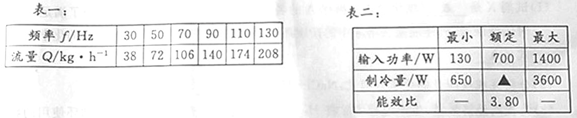 表一：
频率 f/Hz 30 50 70 90 110 130
流量 Q/kg·h⁻¹ 38 72 106 140 174 208
表二：
最小 额定 最大
输入功率/W 130 700 1400
制冷量/W 650 ▲ 3600
能效比 — 3.80 —